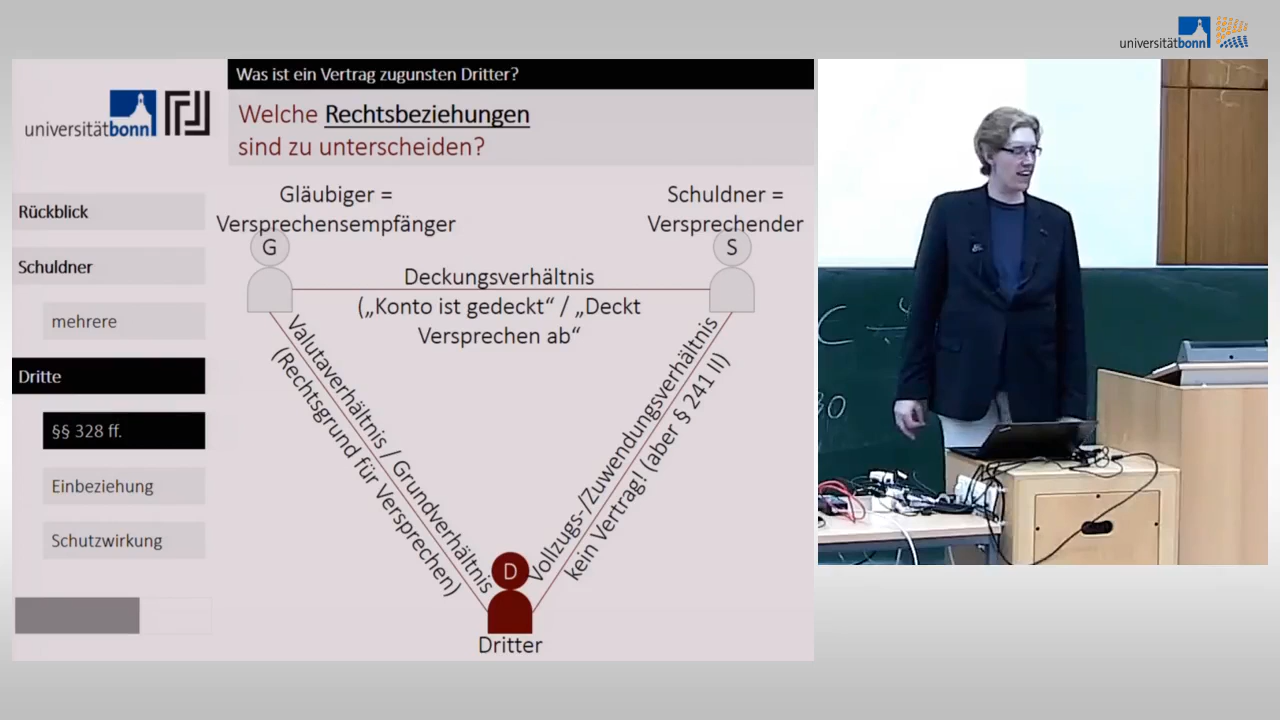 universitätbonn
Was ist ein Vertrag zugunsten Dritter?
universitätbonn
Welche Rechtsbeziehungen
sind zu unterscheiden?
Rückblick
Schuldner
mehrere
Dritte
§§ 328 ff.
Einbeziehung
Schutzwirkung
Gläubiger =
Versprechensempfänger
G
Schuldner =
Versprechender
S
Deckungsverhältnis
(„Konto ist gedeckt“ / „Deckt
Versprechen ab“
Valutaverhältnis / Grundverhältnis
(Rechtsgrund für Versprechen)
Vollzugs-/Zuwendungsverhältnis
kein Vertrag! (aber § 241 II)
D
Dritter